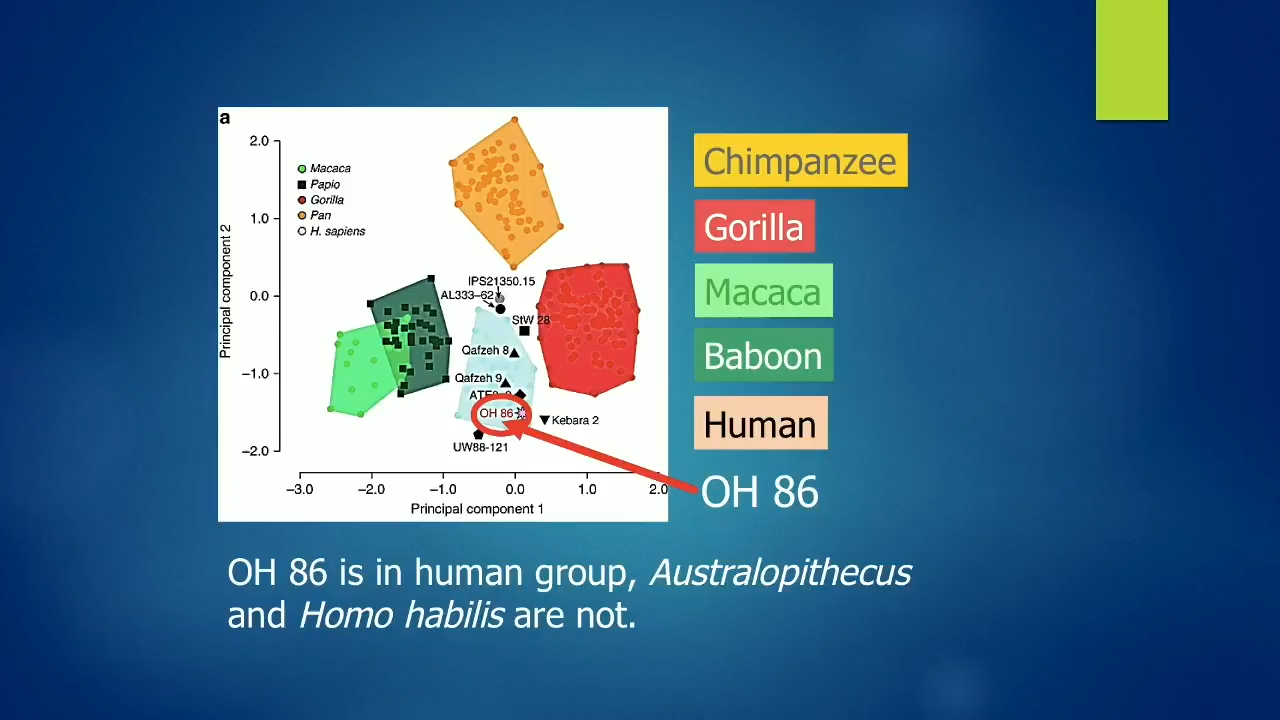 a
2.0
1.0
0.0
−1.0
−2.0
Principal component 2
Macaca
Papio
Gorilla
Pan
H. sapiens
IPS21350.15
AL333–62
StW 28
Qafzeh 8
Qafzeh 9
OH 86
Kebara 2
UW88-121
−3.0 −2.0 −1.0 0.0 1.0 2.0
Principal component 1
Chimpanzee
Gorilla
Macaca
Baboon
Human
OH 86
OH 86 is in human group, Australopithecus
and Homo habilis are not.